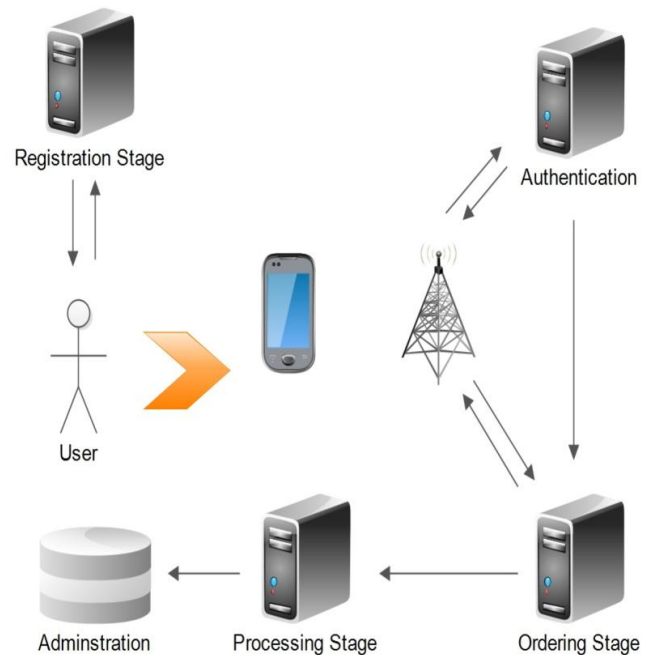 Registration Stage
Authentication
User
Adminstration
Processing Stage
Ordering Stage